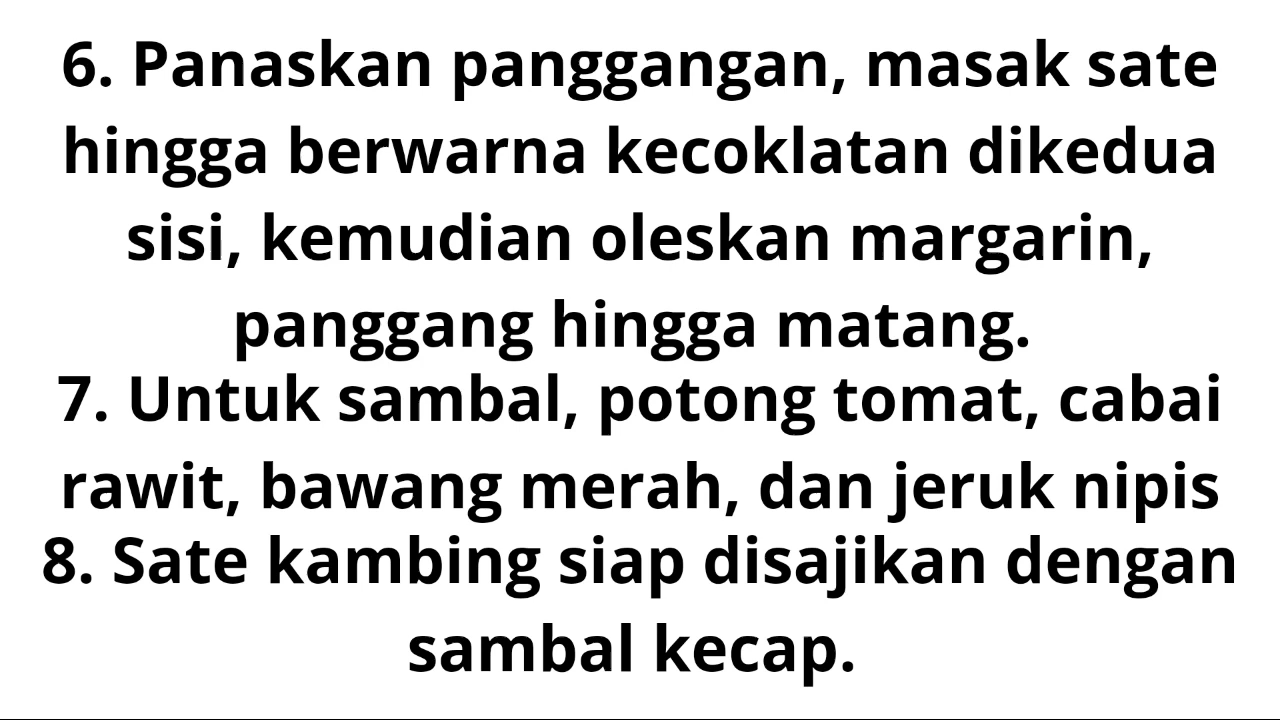 6. Panaskan panggangan, masak sate
hingga berwarna kecoklatan dikedua
sisi, kemudian oleskan margarin,
panggang hingga matang.
7. Untuk sambal, potong tomat, cabai
rawit, bawang merah, dan jeruk nipis
8. Sate kambing siap disajikan dengan
sambal kecap.